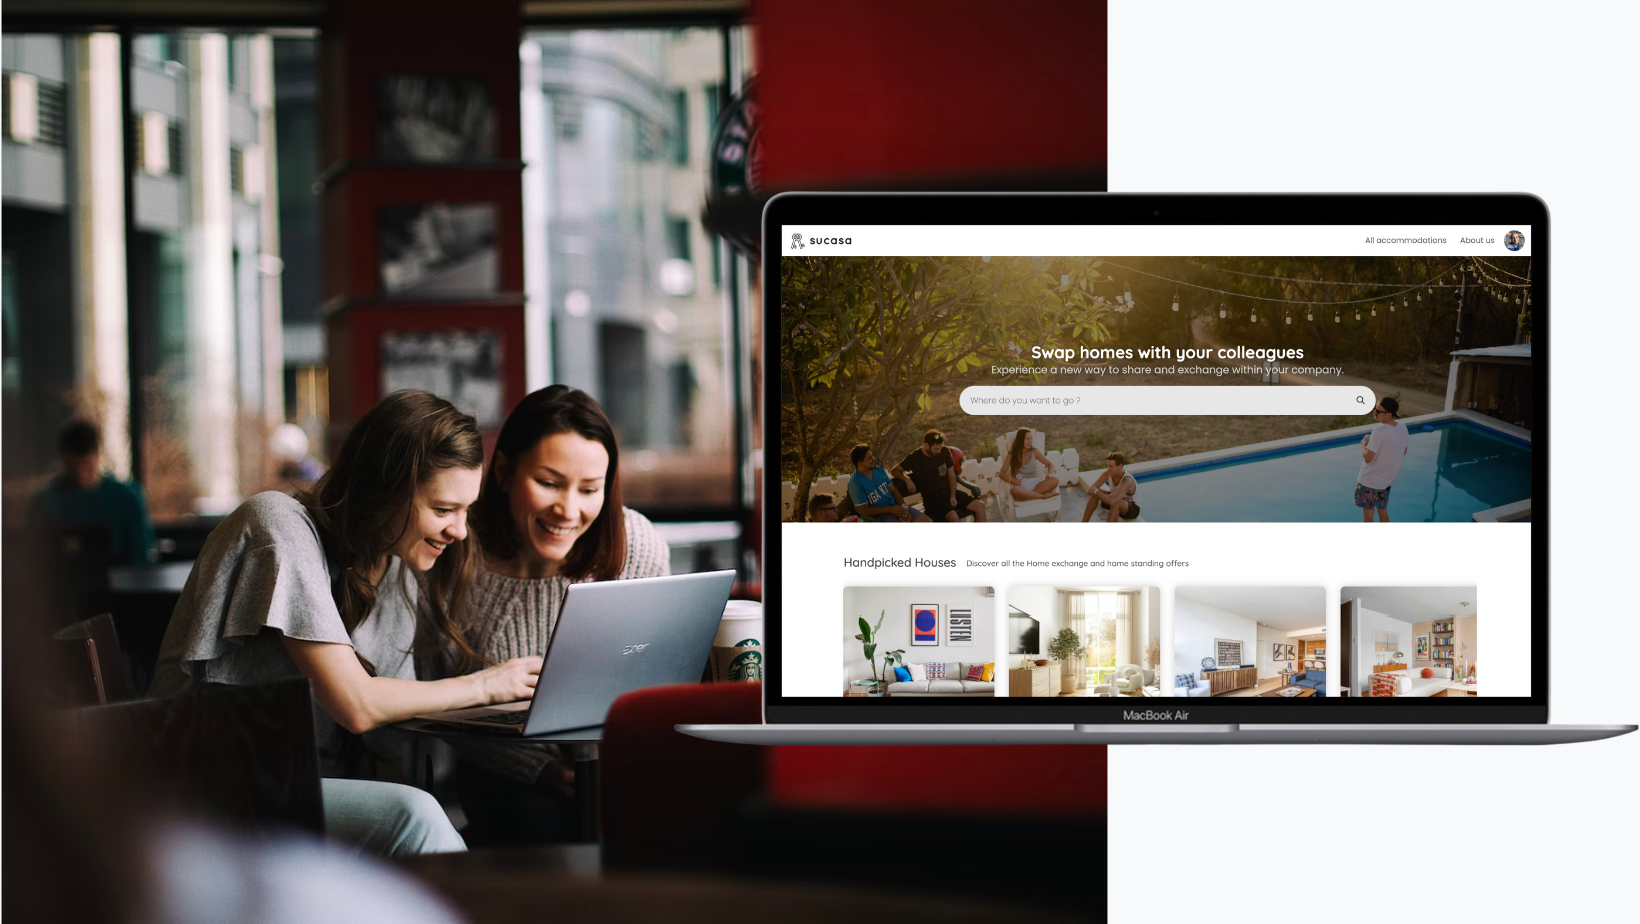 sucasa
All accommodations
About us
Swap homes with your colleagues
Experience a new way to share and exchange within your company.
Where do you want to go ?
Handpicked Houses
Discover all the Home exchange and home standing offers
LISTEN
acer
MacBook Air